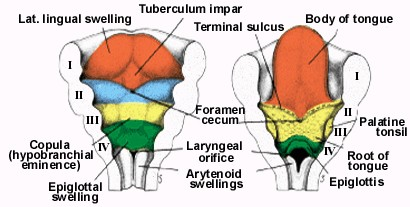 Lat. lingual swelling
Tuberculum impar
Terminal sulcus
Body of tongue
I
II
III
IV
Foramen
cecum
Copula
(hypobranchial
eminence)
Epiglottal
swelling
Laryngeal
orifice
Arytenoid
swellings
I
II
III
IV
Palatine
tonsil
Root of
tongue
Epiglottis